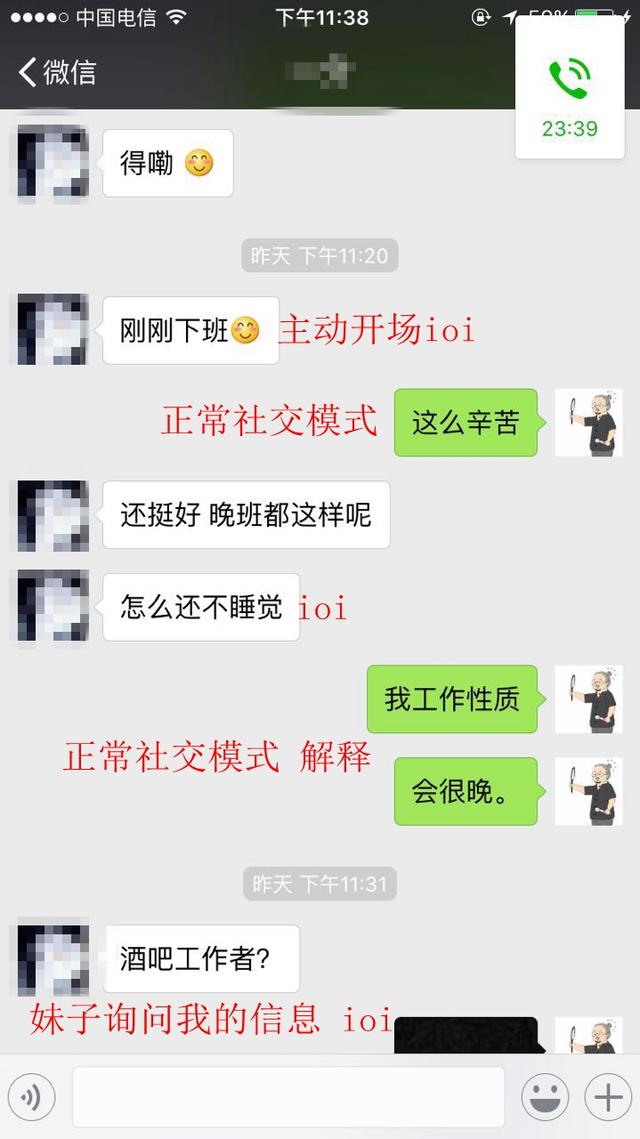 中国电信 下午11:38
微信
23:39
得嘞
昨天 下午11:20
刚刚下班 主动开场ioi
正常社交模式 这么辛苦
还挺好 晚班都这样呢
怎么还不睡觉 ioi
我工作性质
正常社交模式 解释
会很晚。
昨天 下午11:31
酒吧工作者?
妹子询问我的信息 ioi